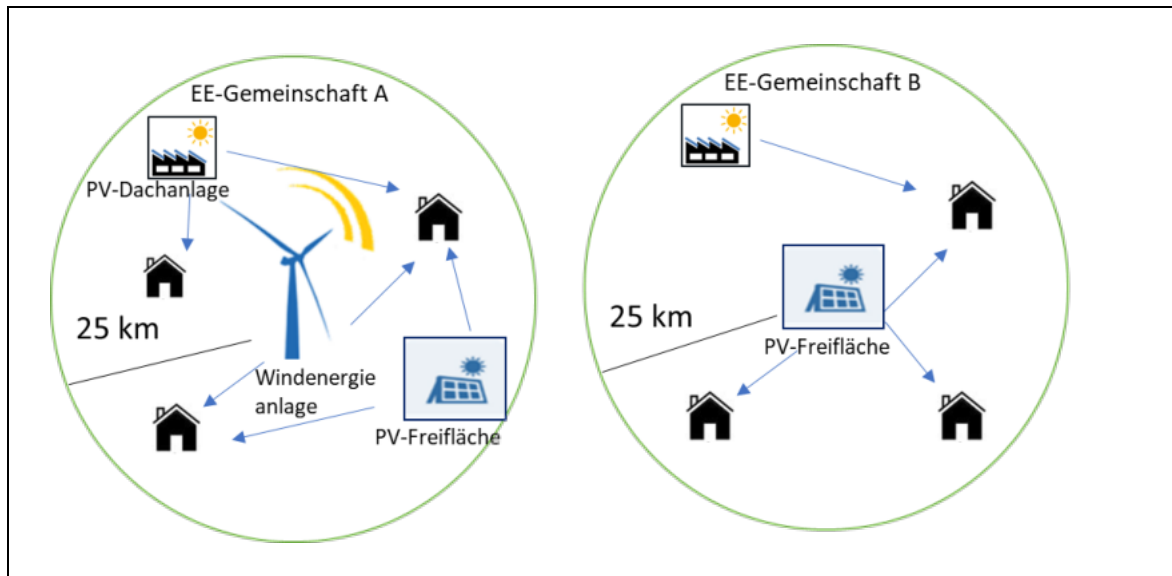 EE-Gemeinschaft A
PV-Dachanlage
25 km
Windenergie
anlage
PV-Freifläche
EE-Gemeinschaft B
25 km
PV-Freifläche